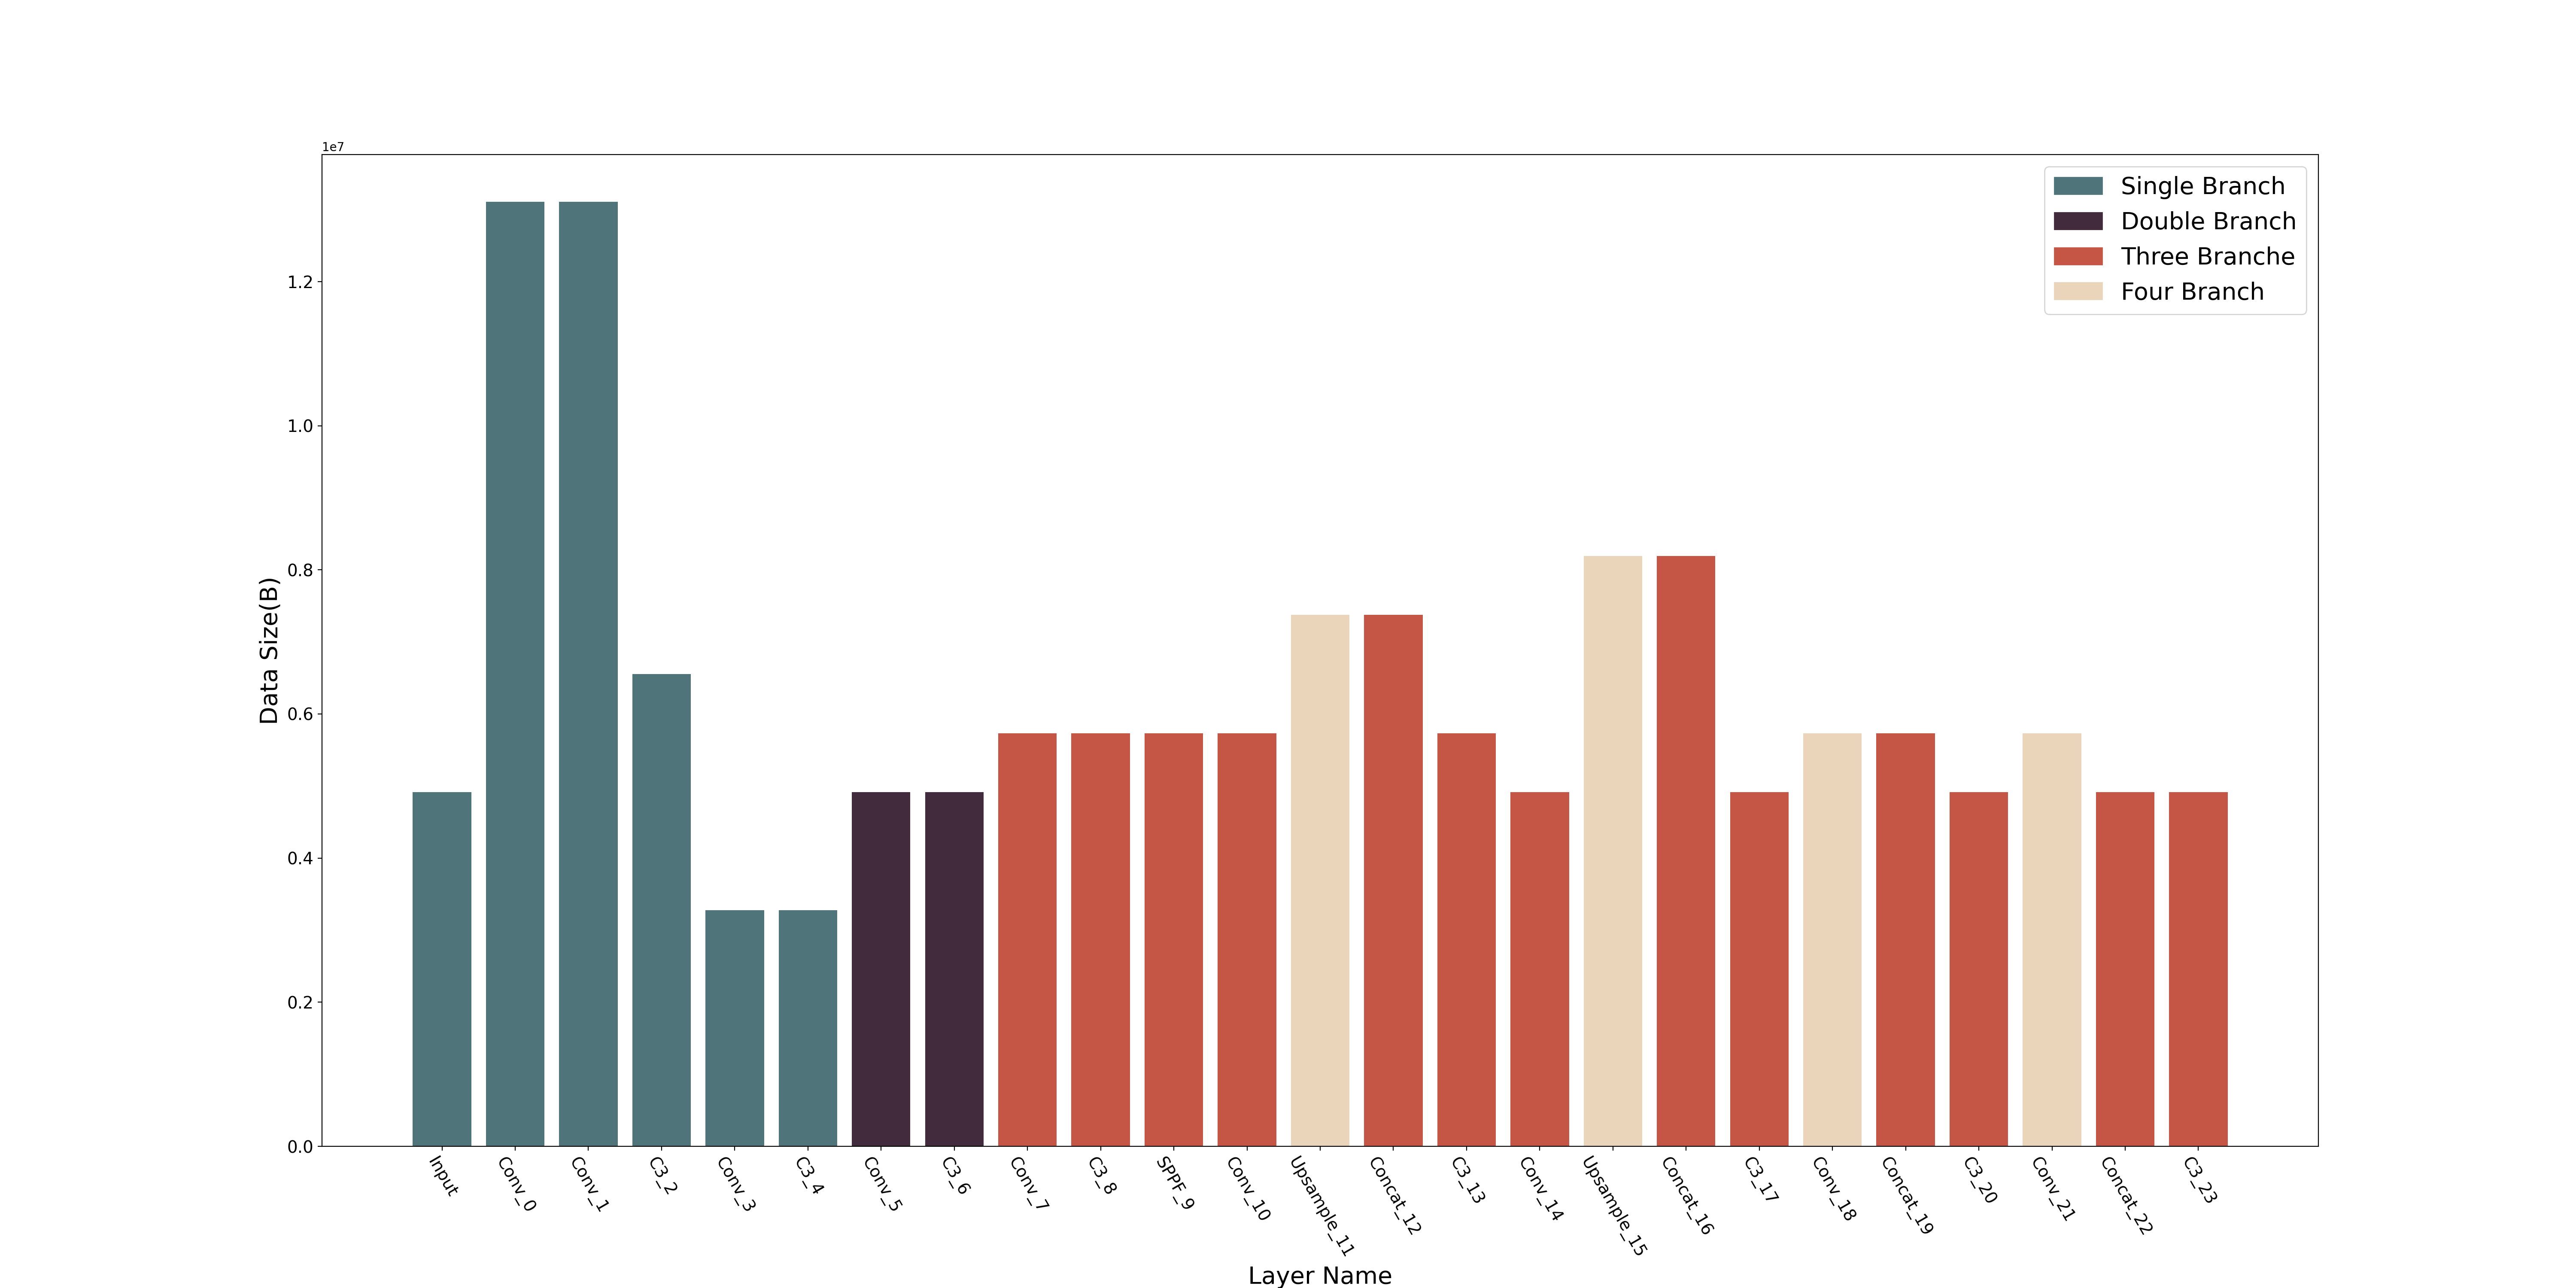 1e7
Single Branch
Double Branch
Three Branche
Four Branch
1.2
1.0
0.8
0.6
0.4
0.2
0.0
Data Size(B)
Input
Conv_0
Conv_1
C3_2
Conv_3
C3_4
Conv_5
C3_6
Conv_7
C3_8
SPPF_9
Conv_10
Upsample_11
Concat_12
C3_13
Conv_14
Upsample_15
Concat_16
C3_17
Conv_18
Concat_19
C3_20
Conv_21
Concat_22
C3_23
Layer Name